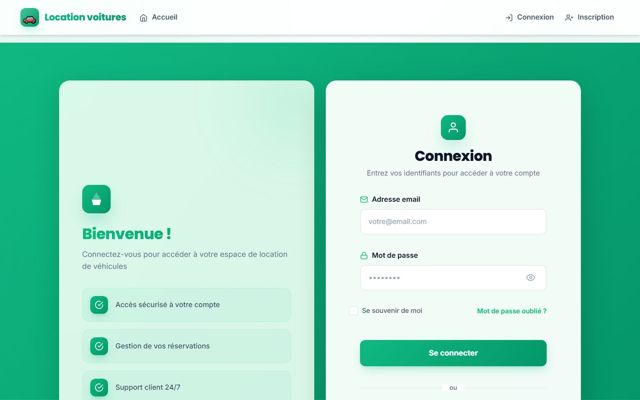 Location voitures
Accueil
Connexion
Inscription
Bienvenue !
Connectez-vous pour accéder à votre espace de location
de véhicules
Accès sécurisé à votre compte
Gestion de vos réservations
Support client 24/7
Connexion
Entrez vos identifiants pour accéder à votre compte
Adresse email
votre@email.com
Mot de passe
••••••••
Se souvenir de moi
Mot de passe oublié ?
Se connecter
ou